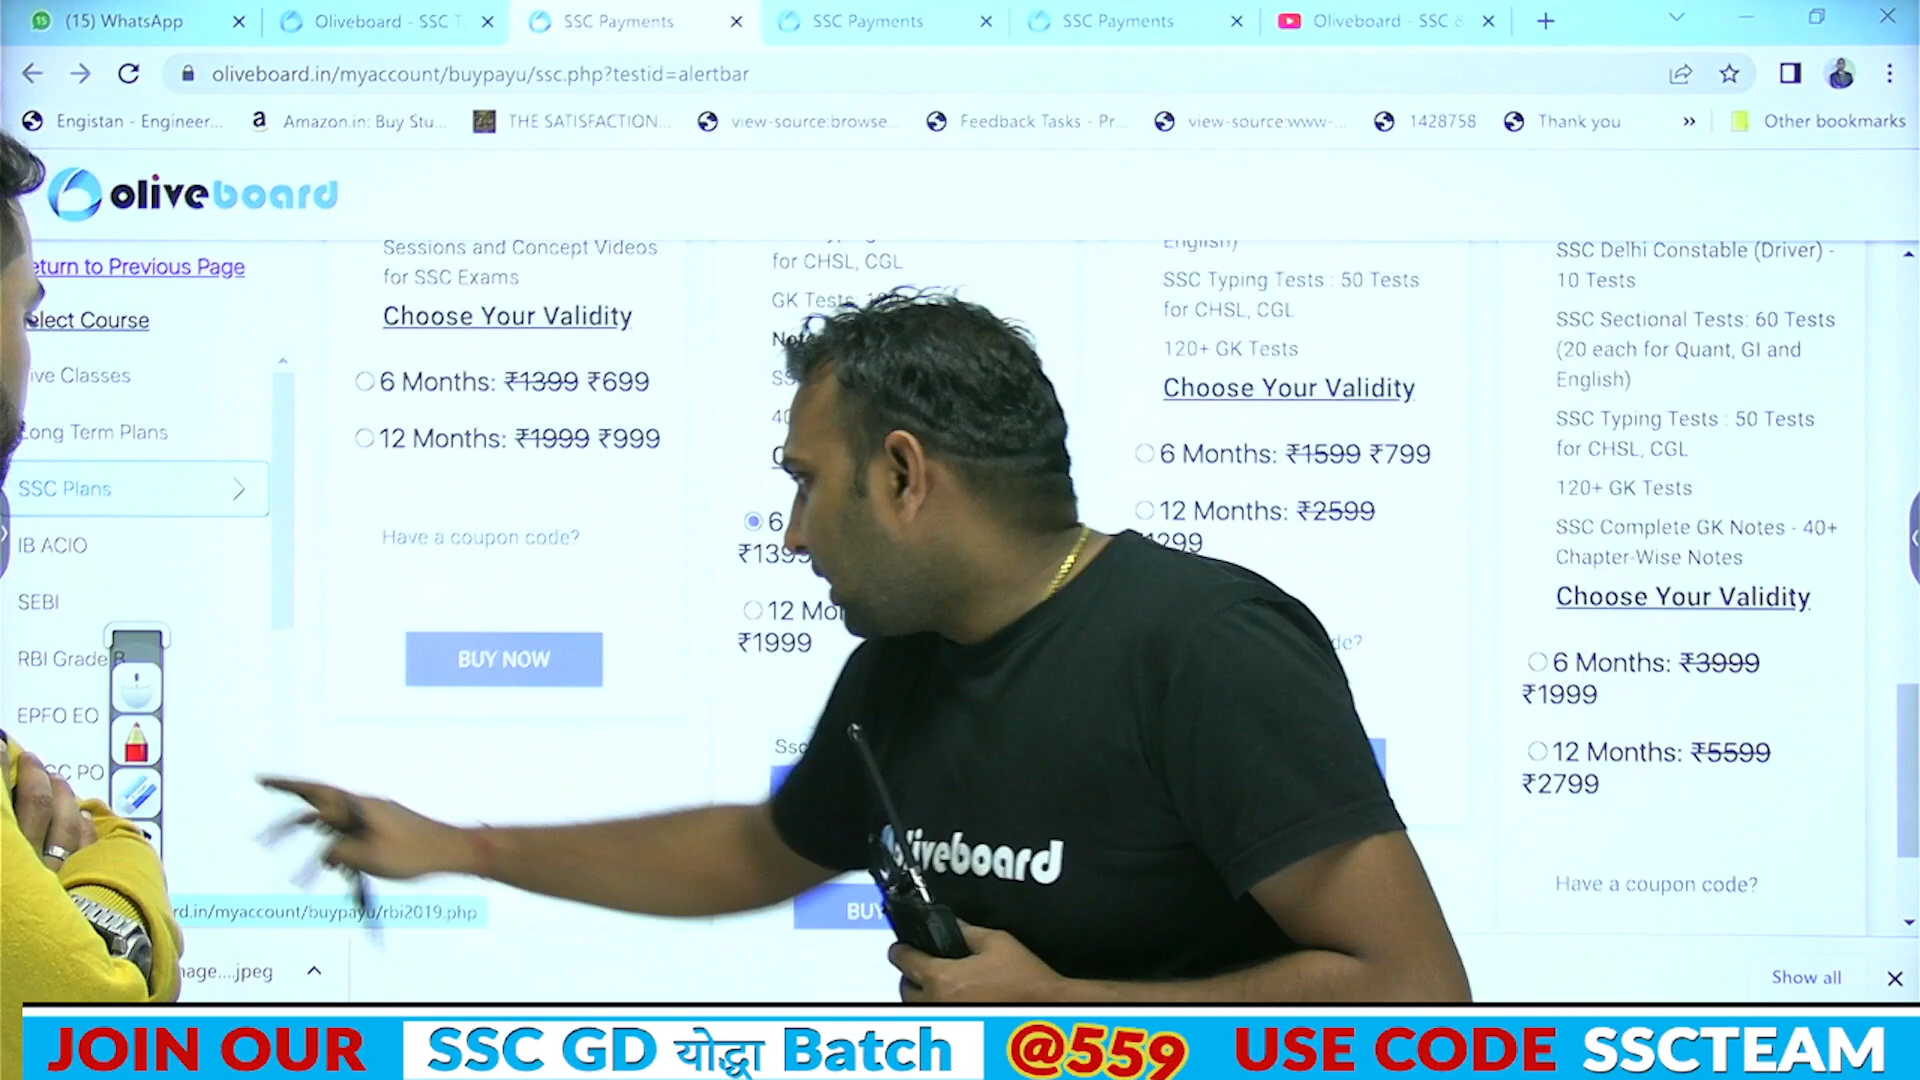 (15) WhatsApp
Oliveboard - SSC T
SSC Payments
SSC Payments
SSC Payments
Oliveboard - SSC &
oliveboard.in/myaccount/buypayu/ssc.php?testid=alertbar
Engistan - Engineer...
Amazon.in: Buy Stu...
THE SATISFACTION...
view-source:browse...
Feedback Tasks - Pr...
view-source:www-...
1428758
Thank you
»
Other bookmarks
oliveboard
eturn to Previous Page
elect Course
ive Classes
ong Term Plans
SSC Plans
IB ACIO
SEBI
RBI Grade B
EPFO EO
C PO
Sessions and Concept Videos
for SSC Exams
Choose Your Validity
6 Months: ₹1399 ₹699
12 Months: ₹1999 ₹999
Have a coupon code?
BUY NOW
for CHSL, CGL
GK Tests
6
₹1399
12 Mo
₹1999
Ssc
BUY
English)
SSC Typing Tests : 50 Tests
for CHSL, CGL
120+ GK Tests
Choose Your Validity
6 Months: ₹1599 ₹799
12 Months: ₹2599
1299
de?
SSC Delhi Constable (Driver) -
10 Tests
SSC Sectional Tests: 60 Tests
(20 each for Quant, GI and
English)
SSC Typing Tests : 50 Tests
for CHSL, CGL
120+ GK Tests
SSC Complete GK Notes - 40+
Chapter-Wise Notes
Choose Your Validity
6 Months: ₹3999
₹1999
12 Months: ₹5599
₹2799
Have a coupon code?
rd.in/myaccount/buypayu/rbi2019.php
nage....jpeg
Show all
oliveboard
JOIN OUR SSC GD योद्धा Batch @559 USE CODE SSCTEAM